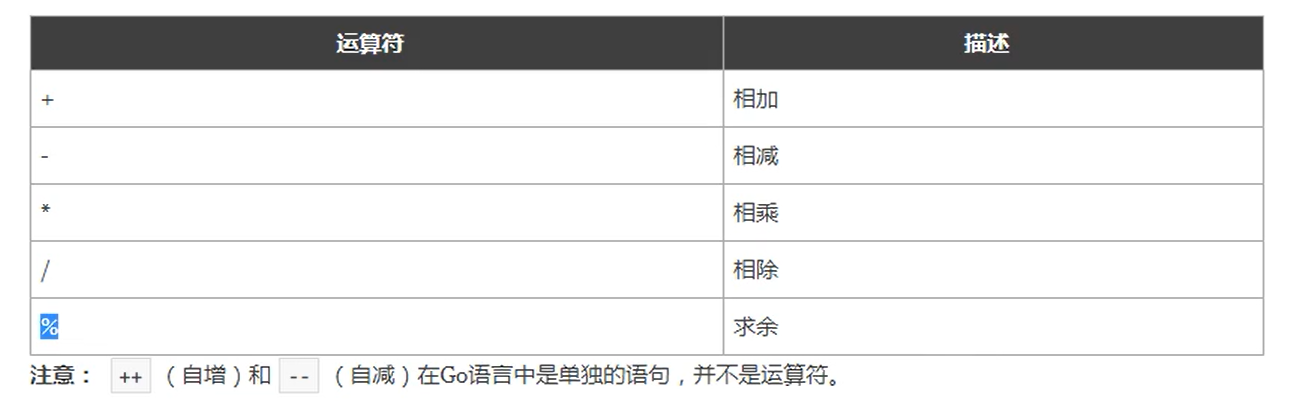 运算符 描述
+ 相加
- 相减
* 相乘
/ 相除
% 求余
注意： ++ （自增）和 -- （自减）在Go语言中是单独的语句，并不是运算符。